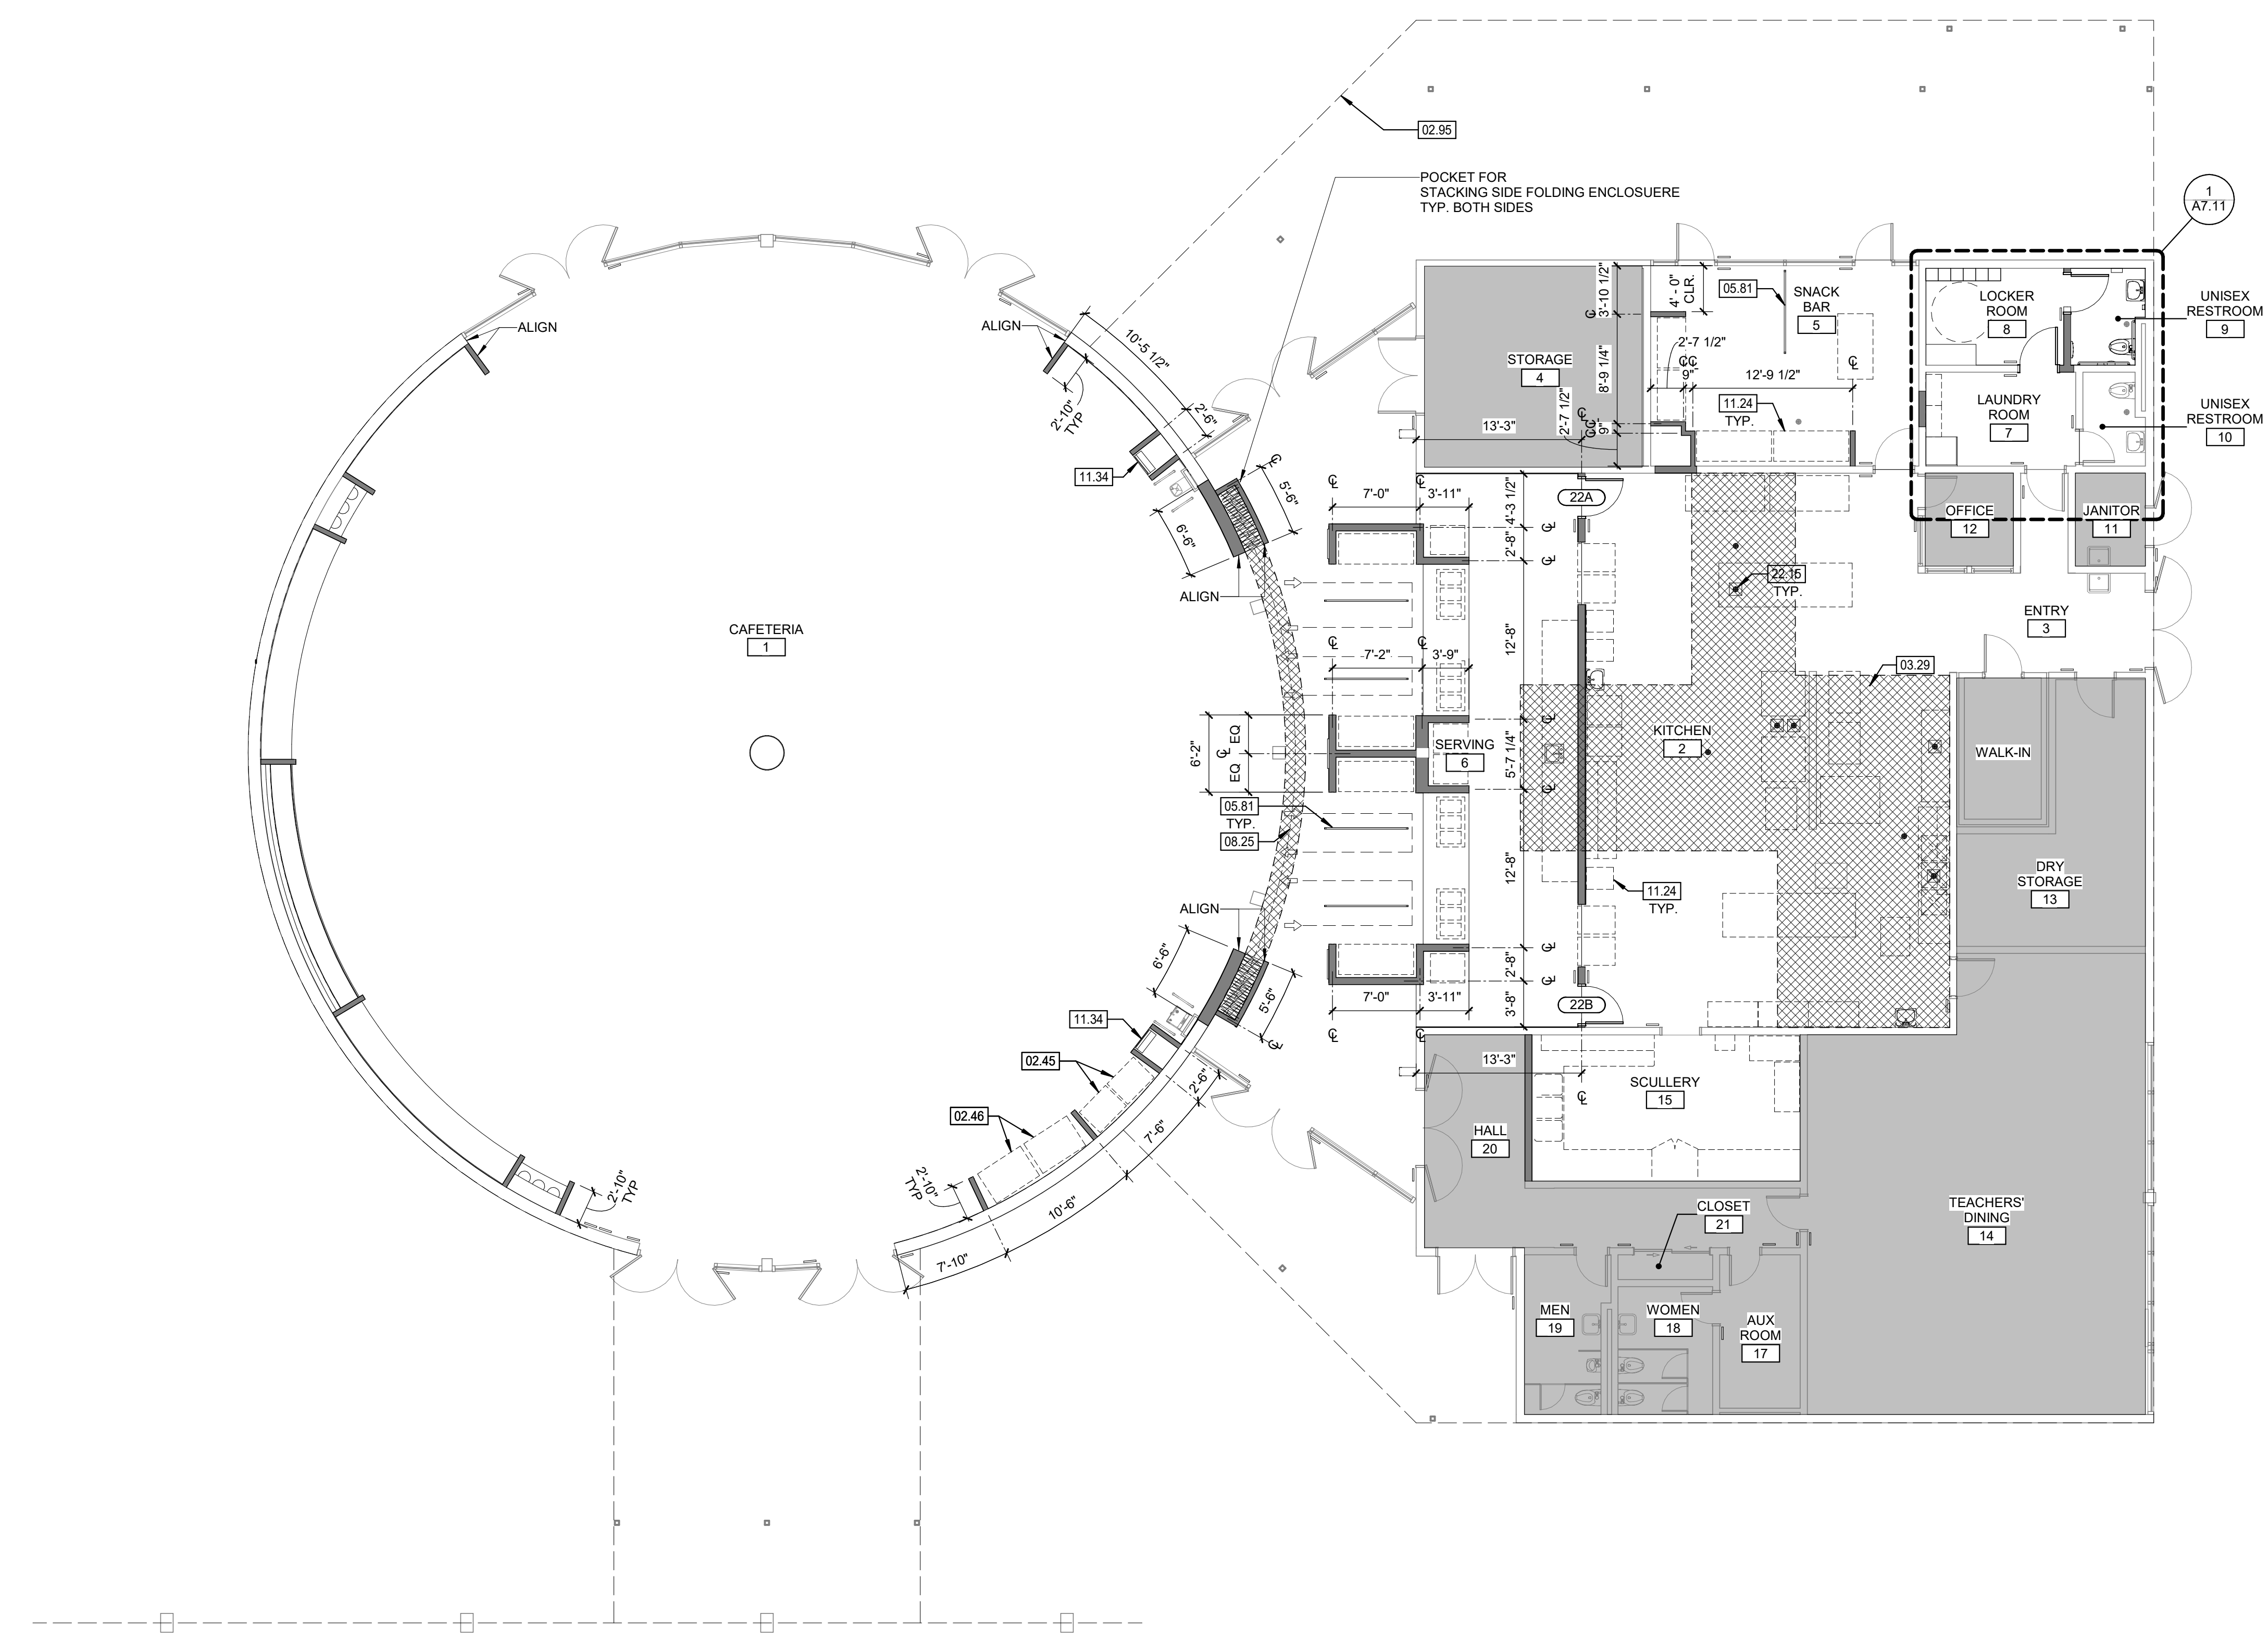 02.95
POCKET FOR
STACKING SIDE FOLDING ENCLOSUERE
TYP. BOTH SIDES
1
A7.11
ALIGN
ALIGN
10'-5 1/2"
2'-10"
TYP
2'-6"
11.34
6'-6"
5'-6"
℄
ALIGN
CAFETERIA
1
STORAGE
4
13'-3"
3'-10 1/2"
4' - 0"
CLR.
℄
8'-9 1/4"
2'-7 1/2"
9"
2'-7 1/2"
℄
℄
9"
12'-9 1/2"
℄
05.81
SNACK
BAR
5
11.24
TYP.
LOCKER
ROOM
8
UNISEX
RESTROOM
9
LAUNDRY
ROOM
7
UNISEX
RESTROOM
10
OFFICE
12
JANITOR
11
ENTRY
3
℄
℄
7'-0"
3'-11"
4'-3 1/2"
22A
℄
2'-8"
℄
12'-8"
℄
℄
7'-2"
3'-9"
22.15
TYP.
03.29
KITCHEN
2
SERVING
6
℄
5'-7 1/4"
℄
6'-2"
℄
EQ
EQ
05.81
TYP.
08.25
12'-8"
11.24
TYP.
WALK-IN
DRY
STORAGE
13
ALIGN
6'-6"
5'-6"
℄
11.34
02.45
02.46
2'-6"
7'-6"
10'-6"
7'-10"
2'-10"
TYP
2'-10"
TYP
℄
2'-8"
℄
7'-0"
3'-11"
3'-8"
22B
℄
℄
13'-3"
℄
SCULLERY
15
HALL
20
CLOSET
21
TEACHERS'
DINING
14
MEN
19
WOMEN
18
AUX
ROOM
17